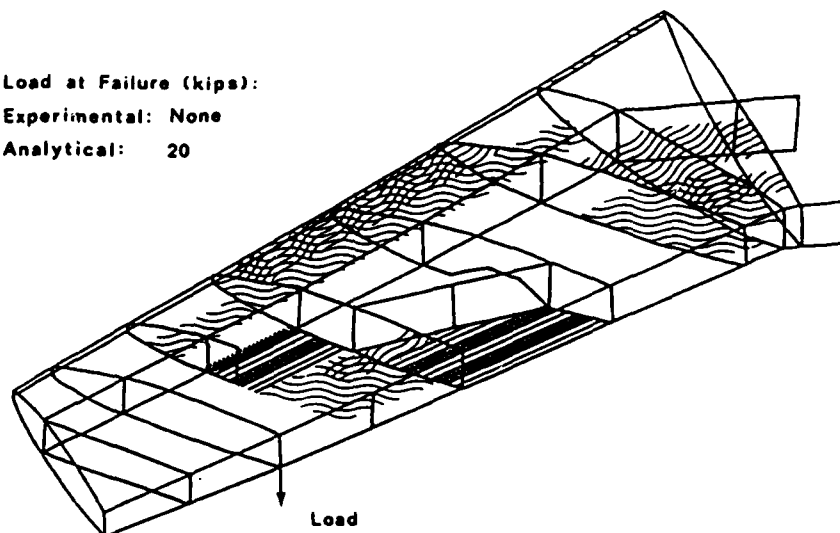 Load at Failure (kips):
Experimental: None
Analytical: 20
Load